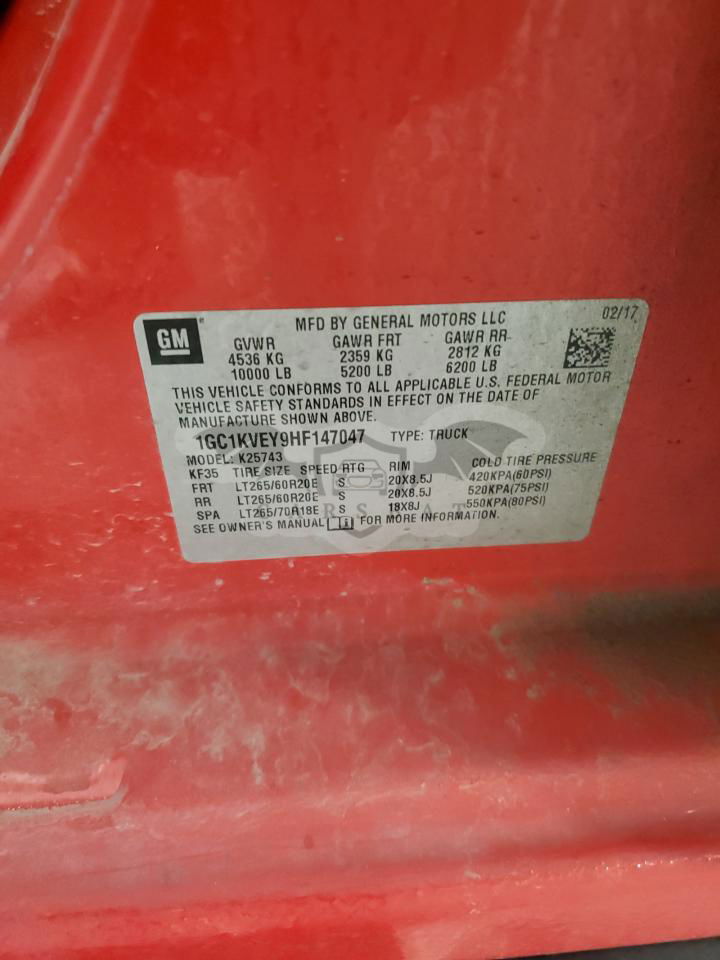 GM
MFD BY GENERAL MOTORS LLC 02/17
GVWR GAWR FRT GAWR RR
4536 KG 2359 KG 2812 KG
10000 LB 5200 LB 6200 LB
THIS VEHICLE CONFORMS TO ALL APPLICABLE U.S. FEDERAL MOTOR
VEHICLE SAFETY STANDARDS IN EFFECT ON THE DATE OF
MANUFACTURE SHOWN ABOVE.
1GC1KVEY9HF147047 TYPE: TRUCK
MODEL: K25743
KF35 TIRE SIZE SPEED RTG RIM COLD TIRE PRESSURE
FRT LT265/60R20E S 20X8.5J 420KPA(60PSI)
RR LT265/60R20E S 20X8.5J 520KPA(75PSI)
SPA LT265/70R18E S 18X8J 550KPA(80PSI)
SEE OWNER'S MANUAL FOR MORE INFORMATION.